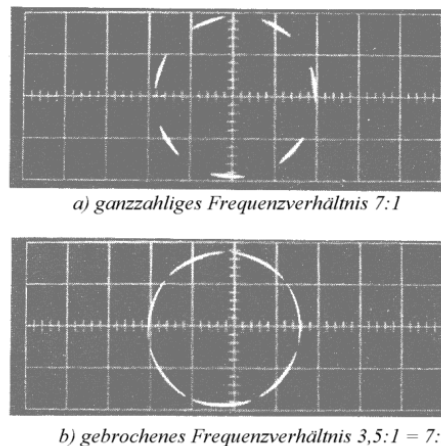 a) ganzzahliges Frequenzverhältnis 7:1
b) gebrochenes Frequenzverhältnis 3,5:1 = 7: